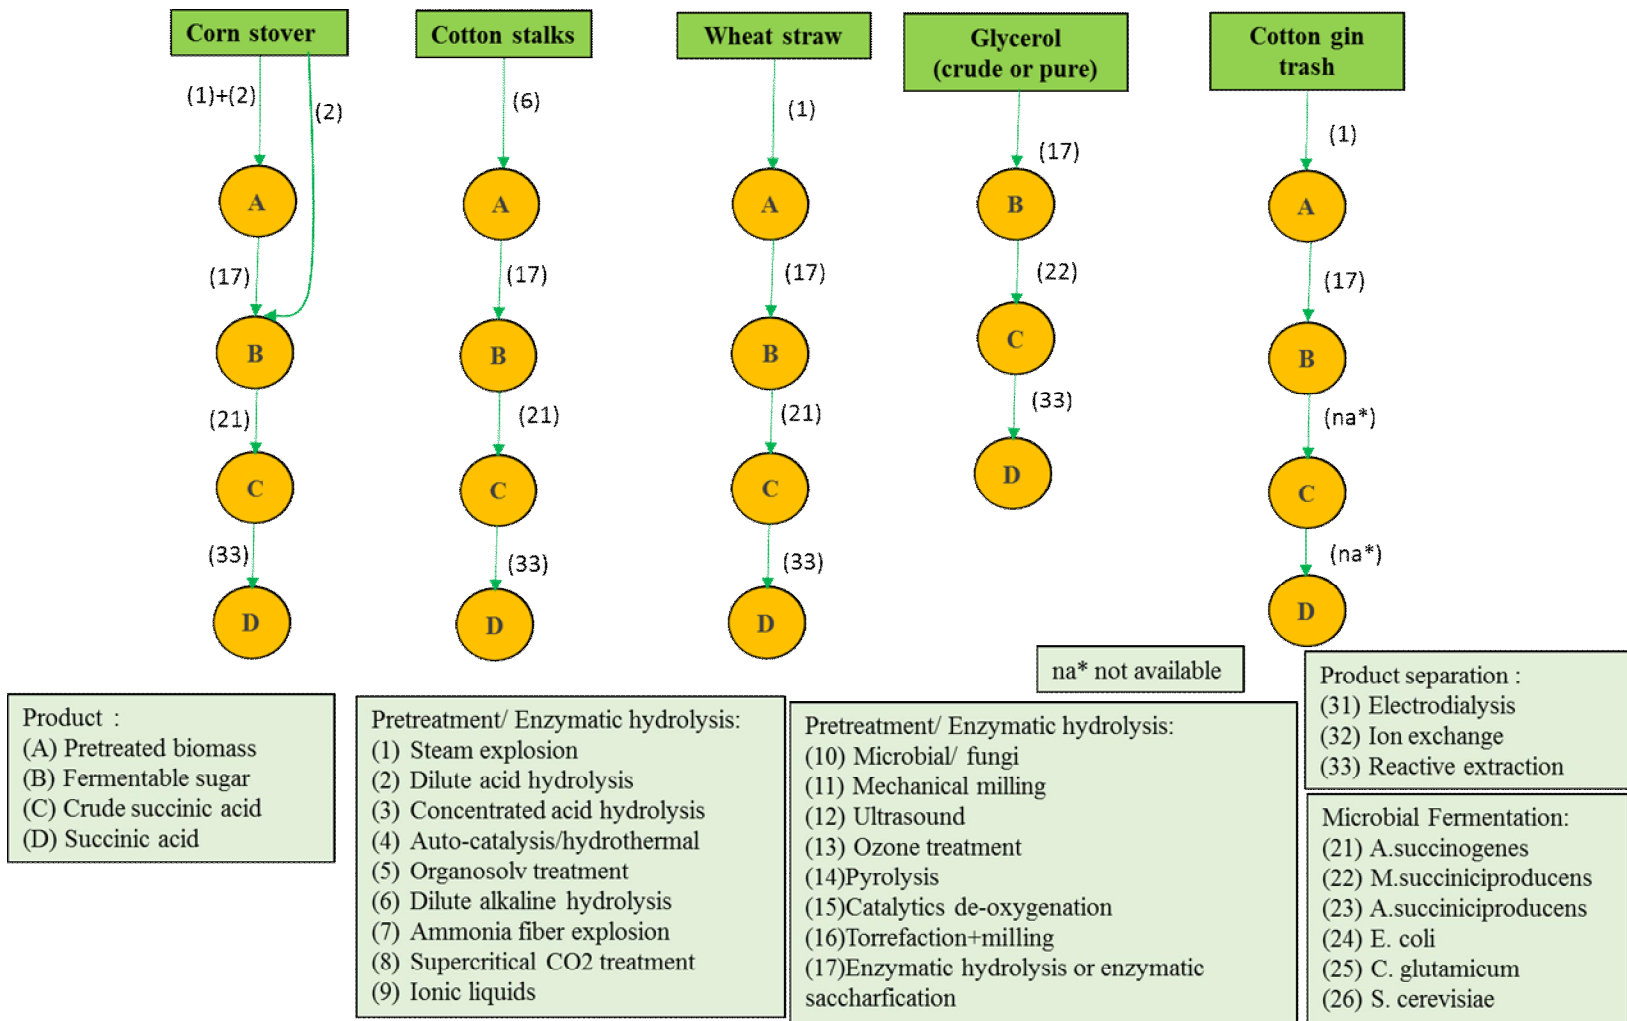 Corn stover
Cotton stalks
Wheat straw
Glycerol
(crude or pure)
Cotton gin
trash
(1)+(2)
(2)
(6)
(1)
(17)
(1)
A
A
A
B
A
(17)
(17)
(17)
(22)
(17)
B
B
B
C
B
(21)
(21)
(21)
(33)
(na*)
C
C
C
D
C
(33)
(33)
(33)
(na*)
D
D
D
D
na* not available
Product :
(A) Pretreated biomass
(B) Fermentable sugar
(C) Crude succinic acid
(D) Succinic acid
Pretreatment/ Enzymatic hydrolysis:
(1) Steam explosion
(2) Dilute acid hydrolysis
(3) Concentrated acid hydrolysis
(4) Auto-catalysis/hydrothermal
(5) Organosolv treatment
(6) Dilute alkaline hydrolysis
(7) Ammonia fiber explosion
(8) Supercritical CO2 treatment
(9) Ionic liquids
Pretreatment/ Enzymatic hydrolysis:
(10) Microbial/ fungi
(11) Mechanical milling
(12) Ultrasound
(13) Ozone treatment
(14)Pyrolysis
(15)Catalytics de-oxygenation
(16)Torrefaction+milling
(17)Enzymatic hydrolysis or enzymatic
saccharfication
Product separation :
(31) Electrodialysis
(32) Ion exchange
(33) Reactive extraction
Microbial Fermentation:
(21) A.succinogenes
(22) M.succiniciproducens
(23) A.succiniciproducens
(24) E. coli
(25) C. glutamicum
(26) S. cerevisiae